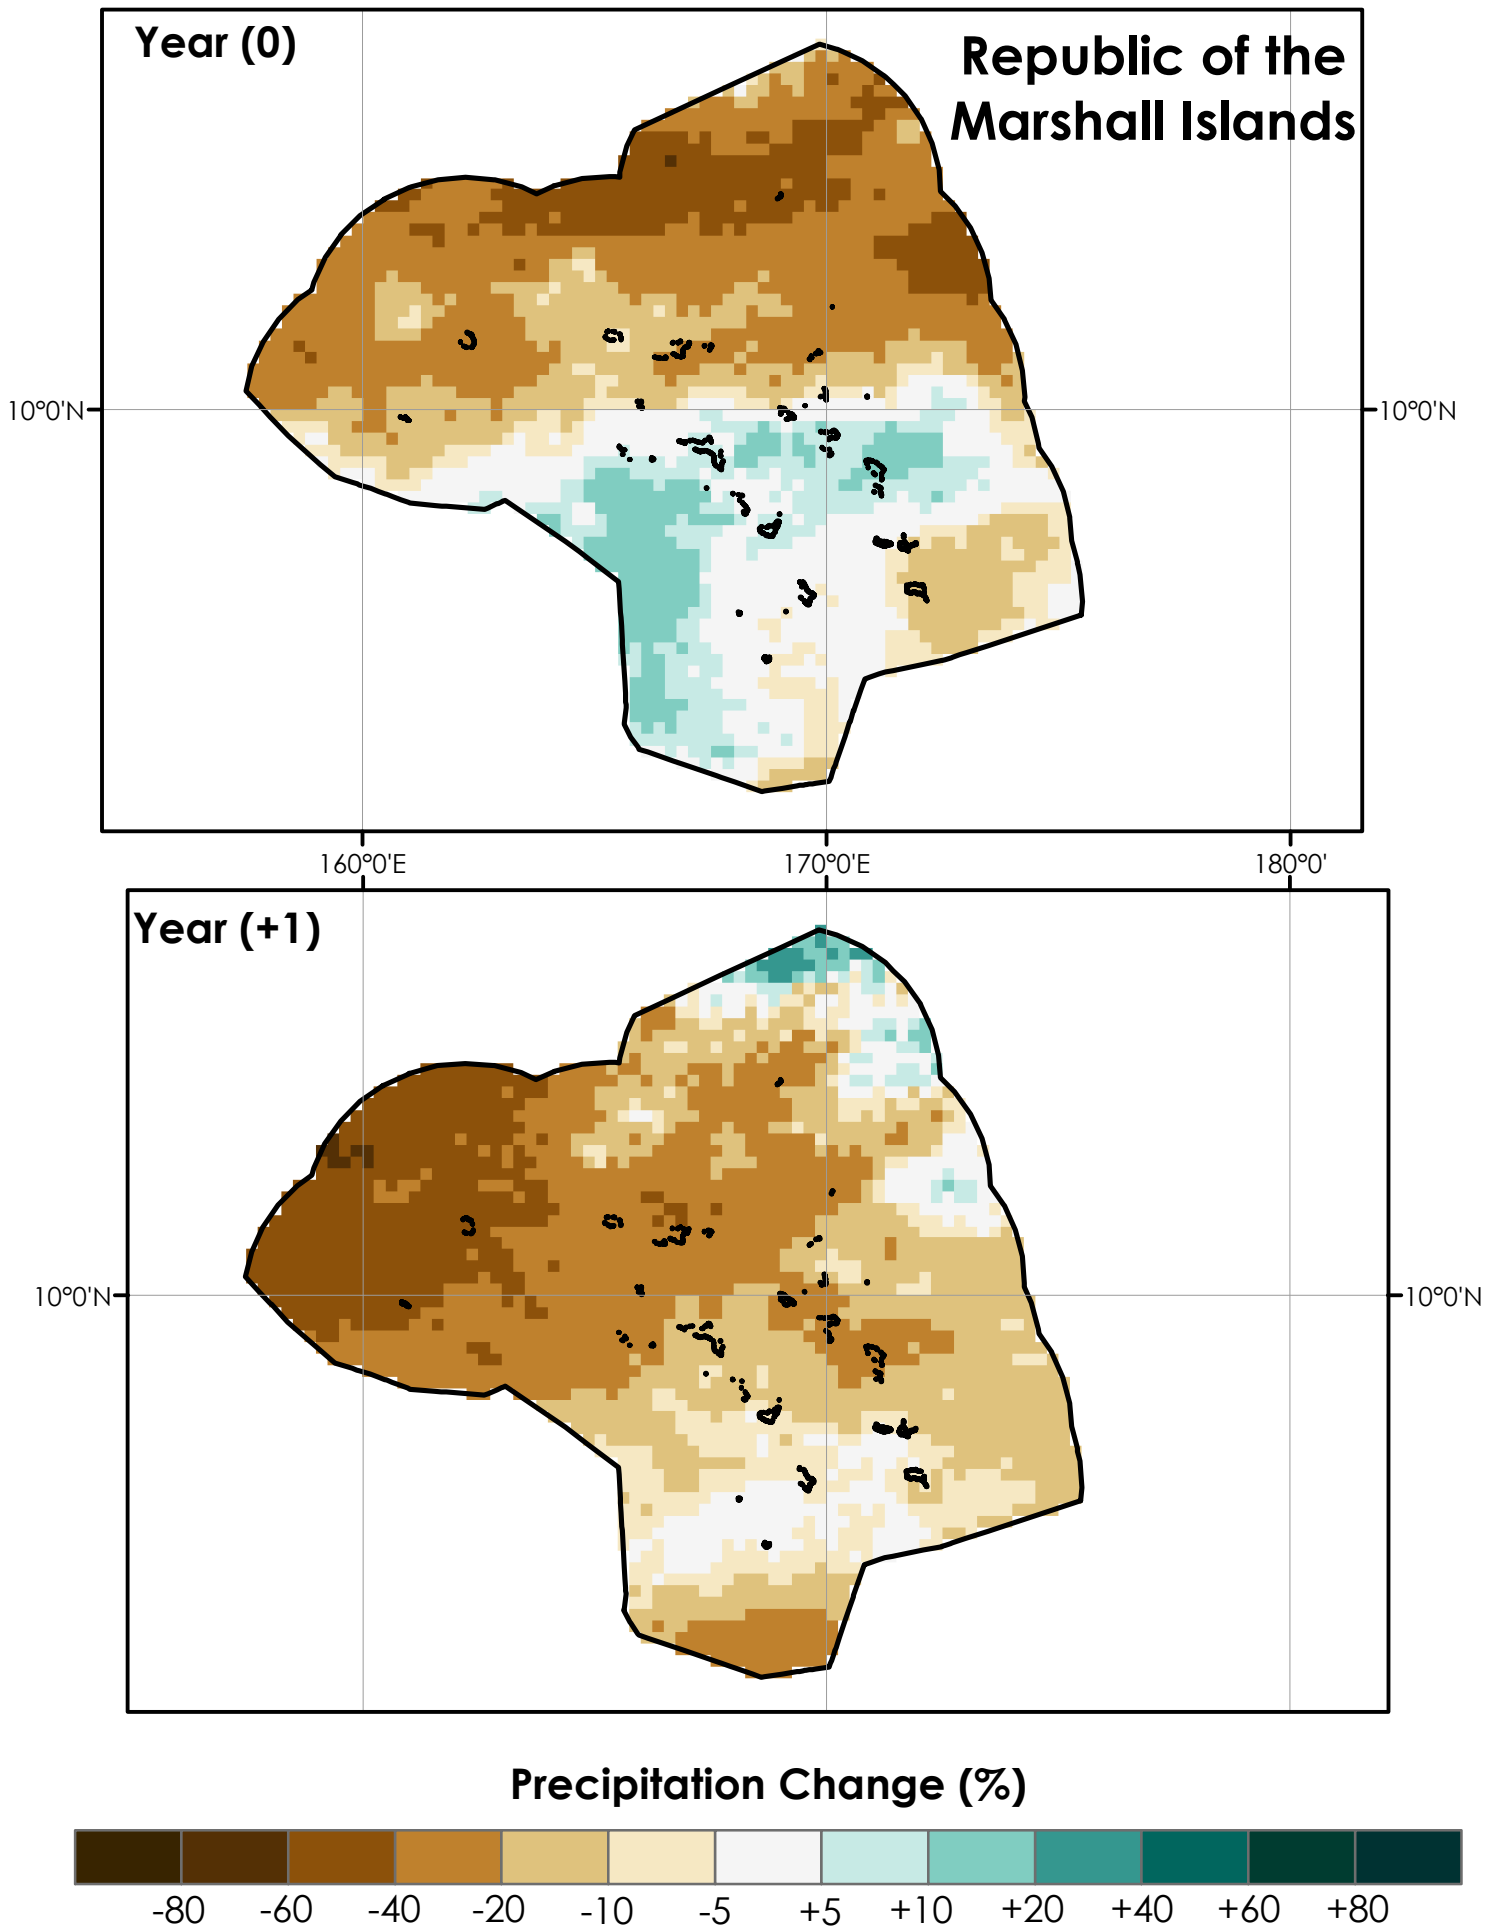 Year (0)
Republic of the
Marshall Islands
10°0'N
10°0'N
160°0'E
170°0'E
180°0'
Year (+1)
10°0'N
10°0'N
Precipitation Change (%)
-80 -60 -40 -20 -10 -5 +5 +10 +20 +40 +60 +80